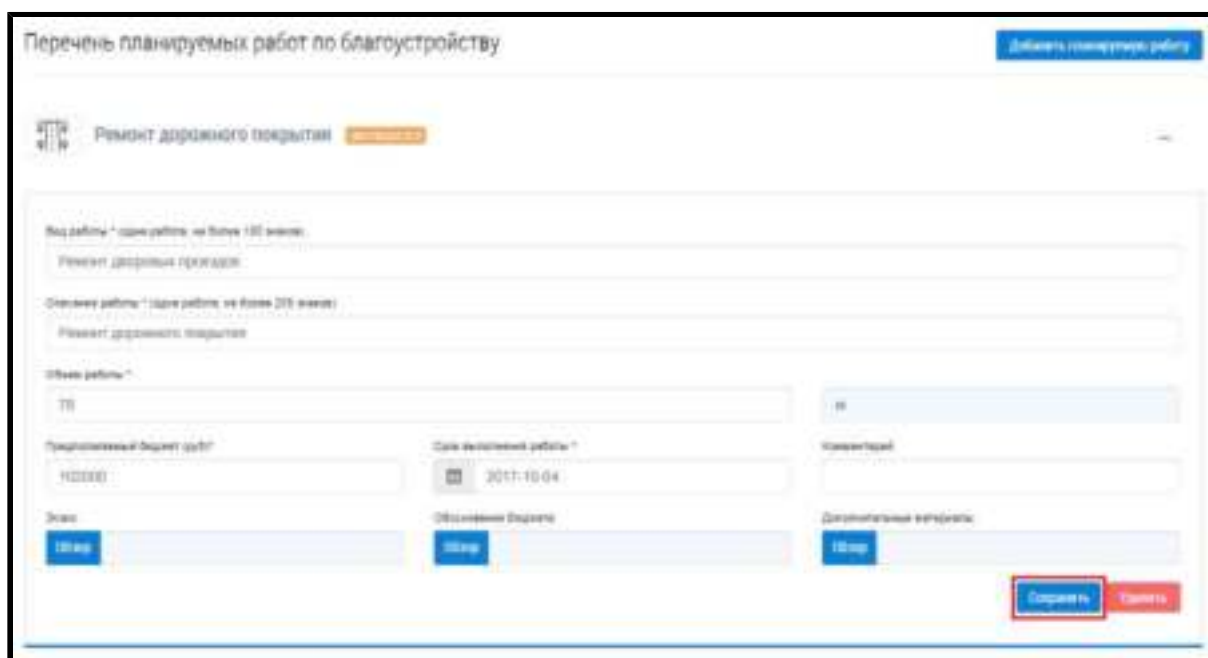 Перечень планируемых работ по благоустройству
Добавить планируемую работу
Ремонт дорожного покрытия
Вид работы * (одна работа, не более 100 знаков)
Ремонт дворовых проездов
Описание работы * (одна работа, не более 255 знаков)
Ремонт дорожного покрытия
Объем работы *
м
Предполагаемый бюджет (руб)*
Срок выполнения работы *
Комментарий
2017-10-04
Эскиз
Обоснование бюджета
Дополнительные материалы
Обзор
Обзор
Обзор
Сохранить
Удалить